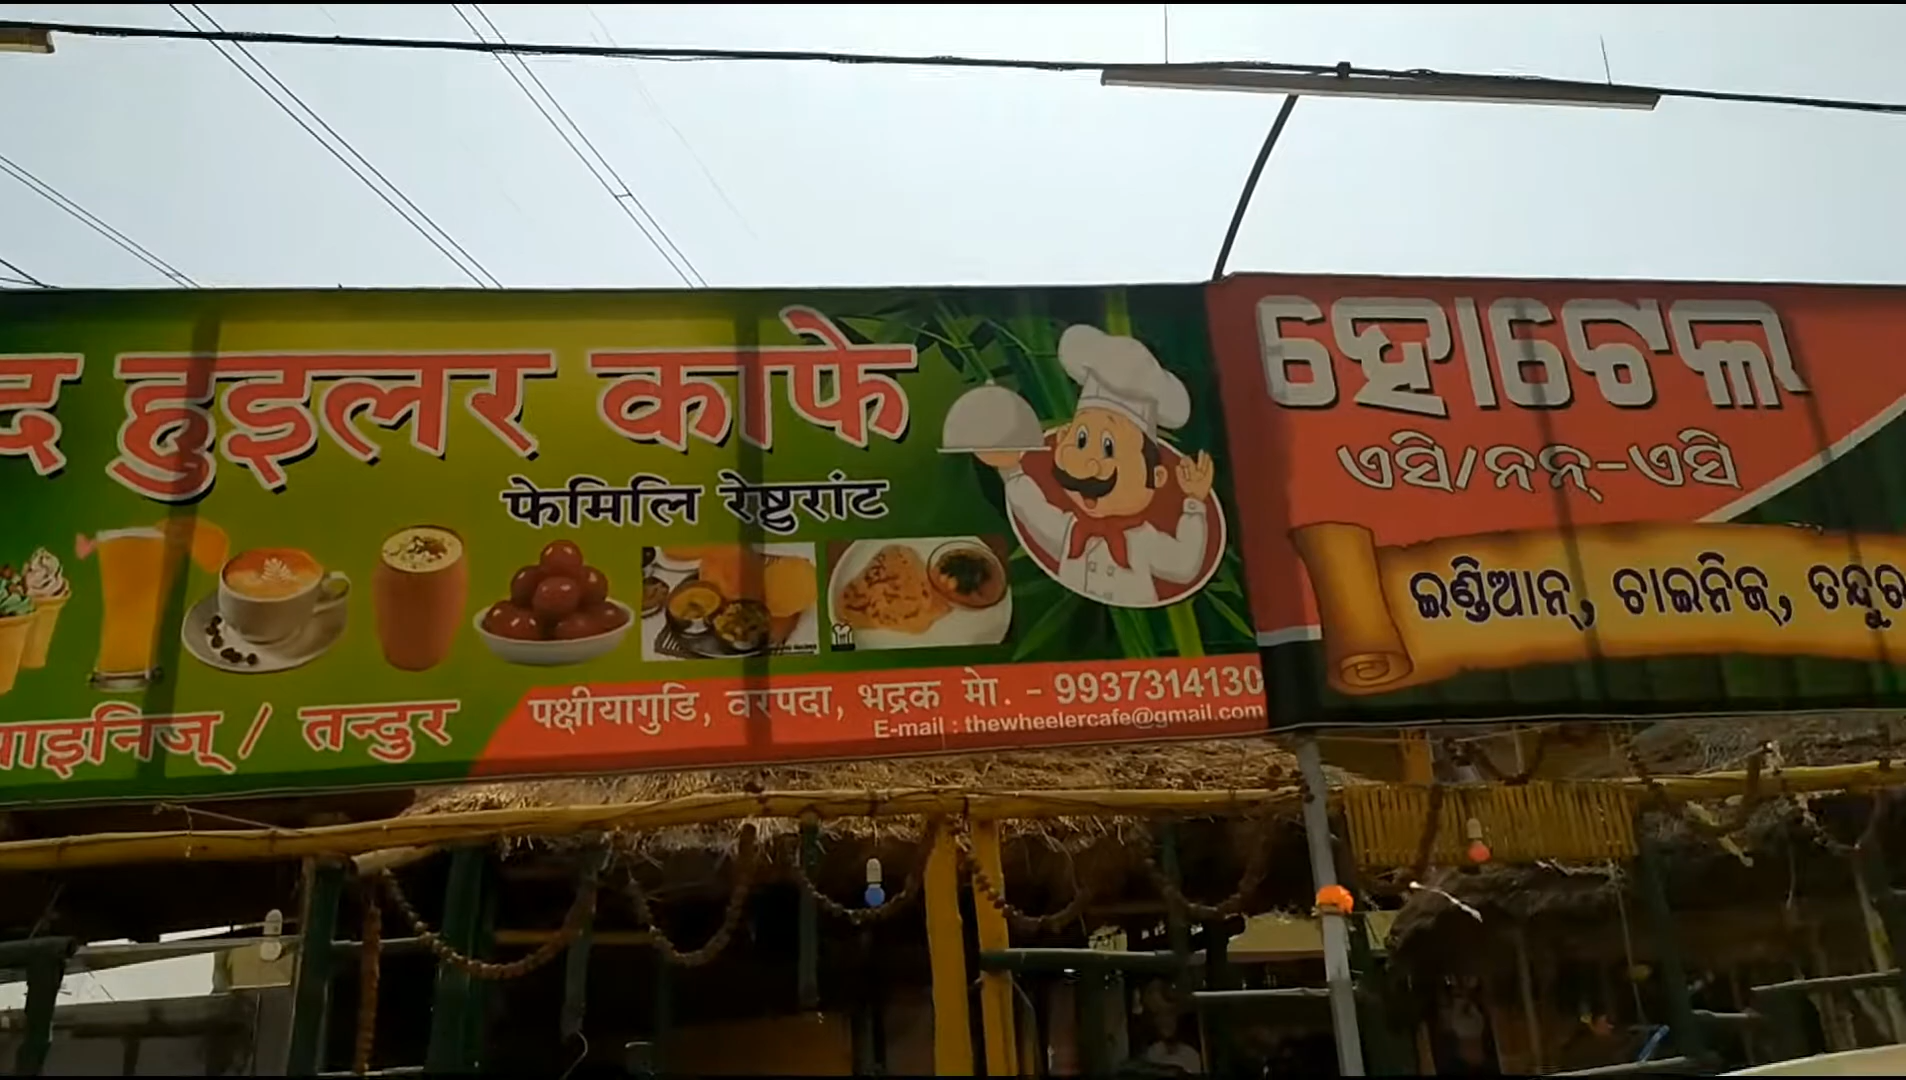 द हुइलर काफे
फेमिलि रेष्टुरांट
चाइनिज् / तन्दुर
पक्षीयागुडि, वरपदा, भद्रक मो. - 9937314130
E-mail : thewheelercafe@gmail.com
ହୋଟେଲ
ଏସି/ନନ୍-ଏସି
ଇଣ୍ଡିଆନ୍, ଚାଇନିଜ୍, ତନ୍ଦୁର